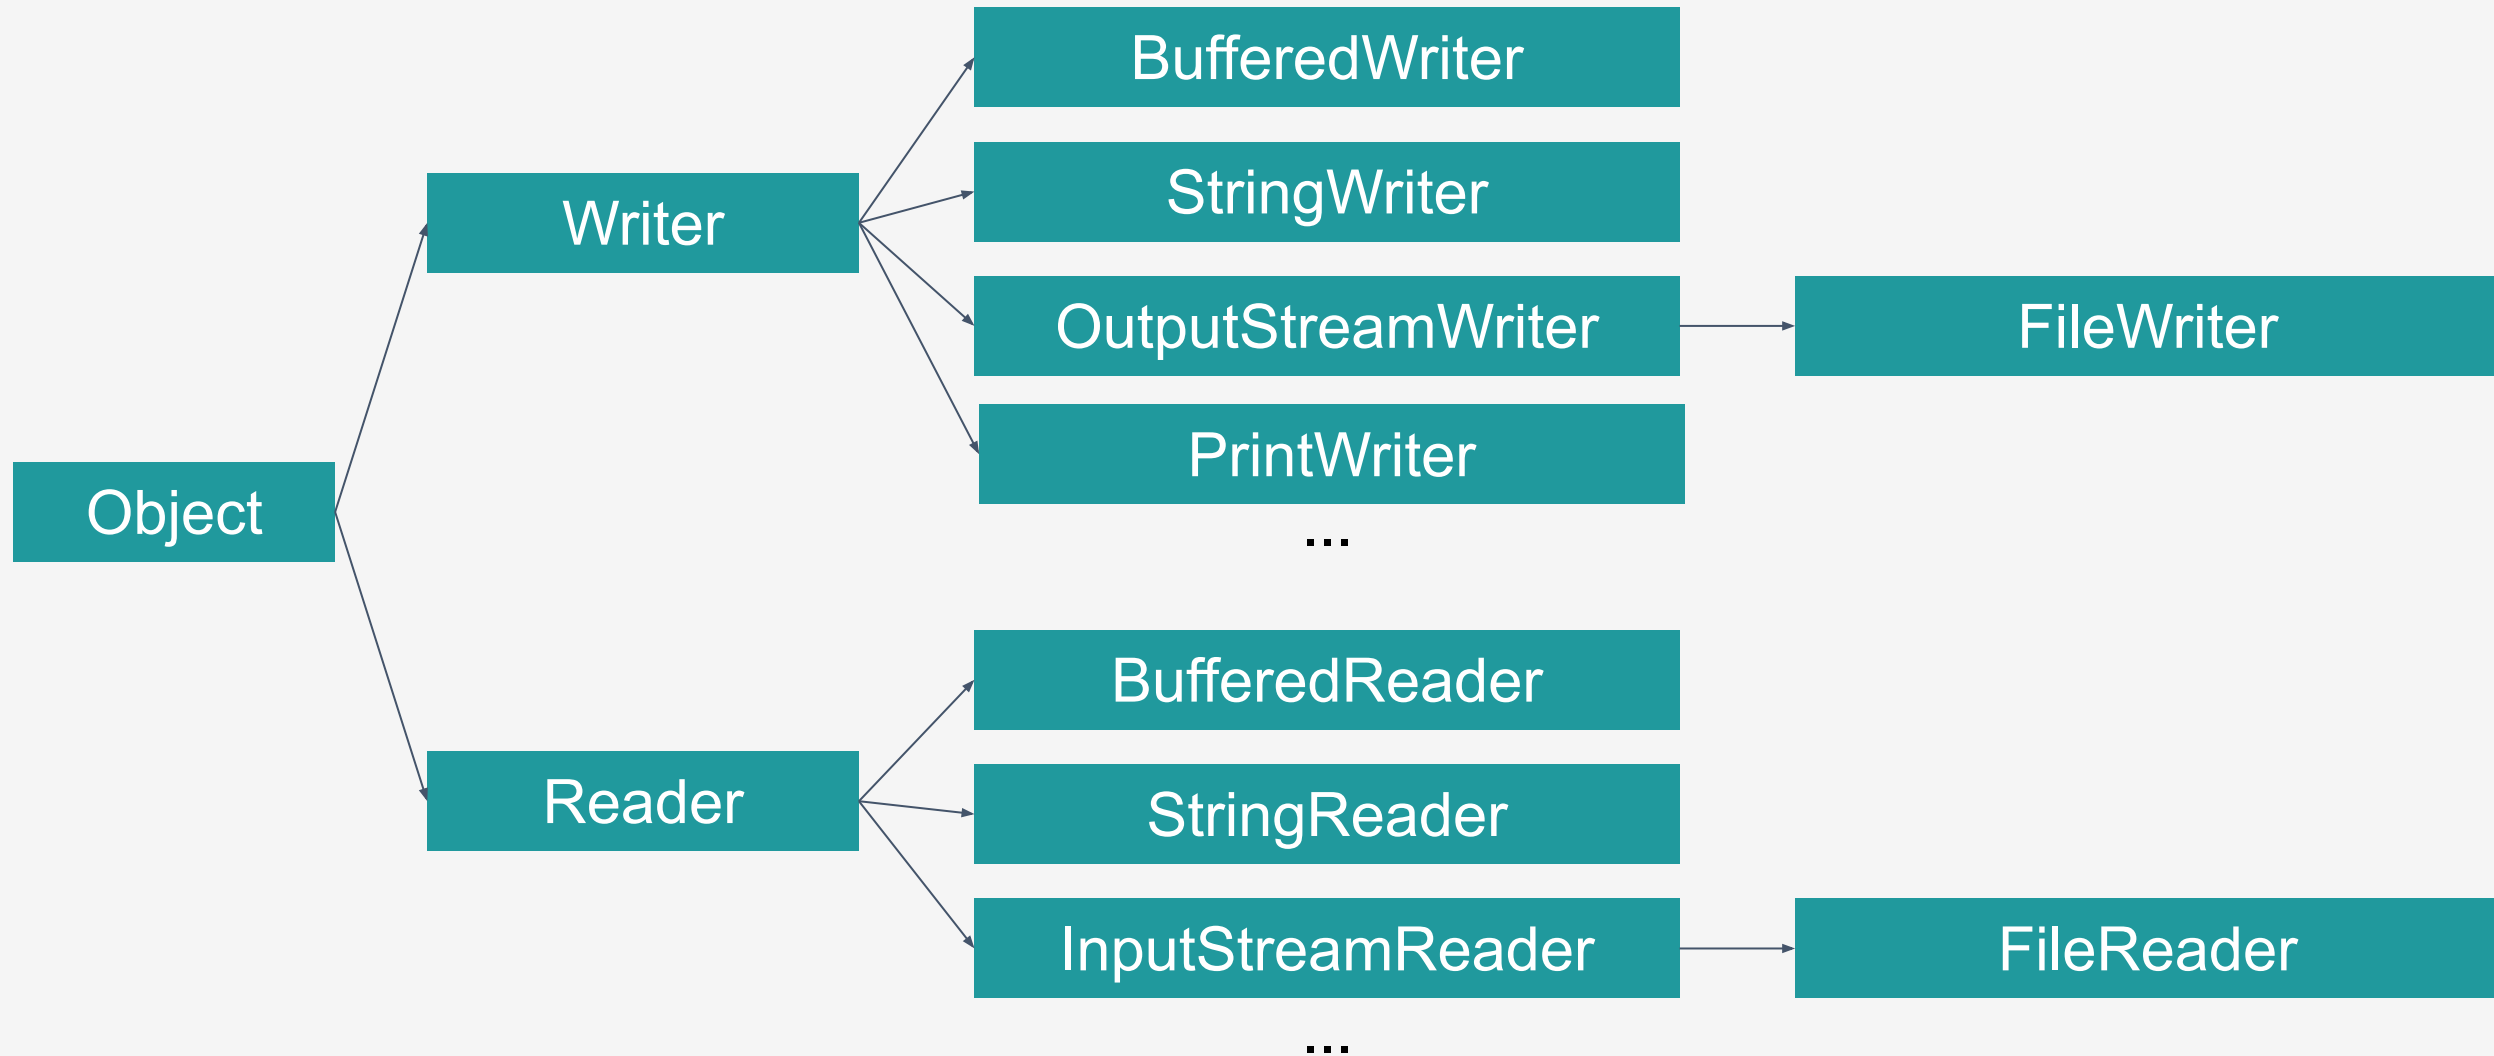 BufferedWriter
StringWriter
Writer
OutputStreamWriter
FileWriter
PrintWriter
Object
...
BufferedReader
Reader
StringReader
InputStreamReader
FileReader
...